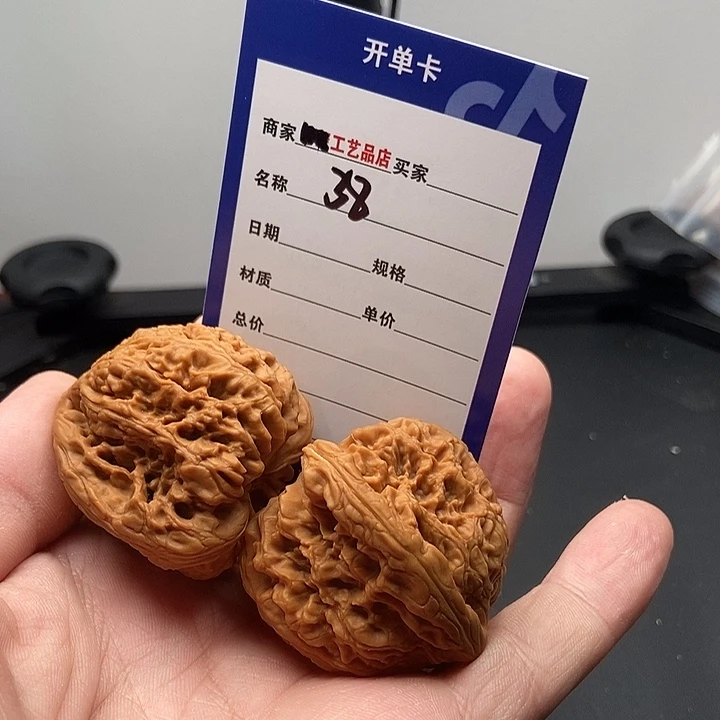 开单卡
商家 工艺品店 买家
名称 38
日期 规格
材质 单价
总价